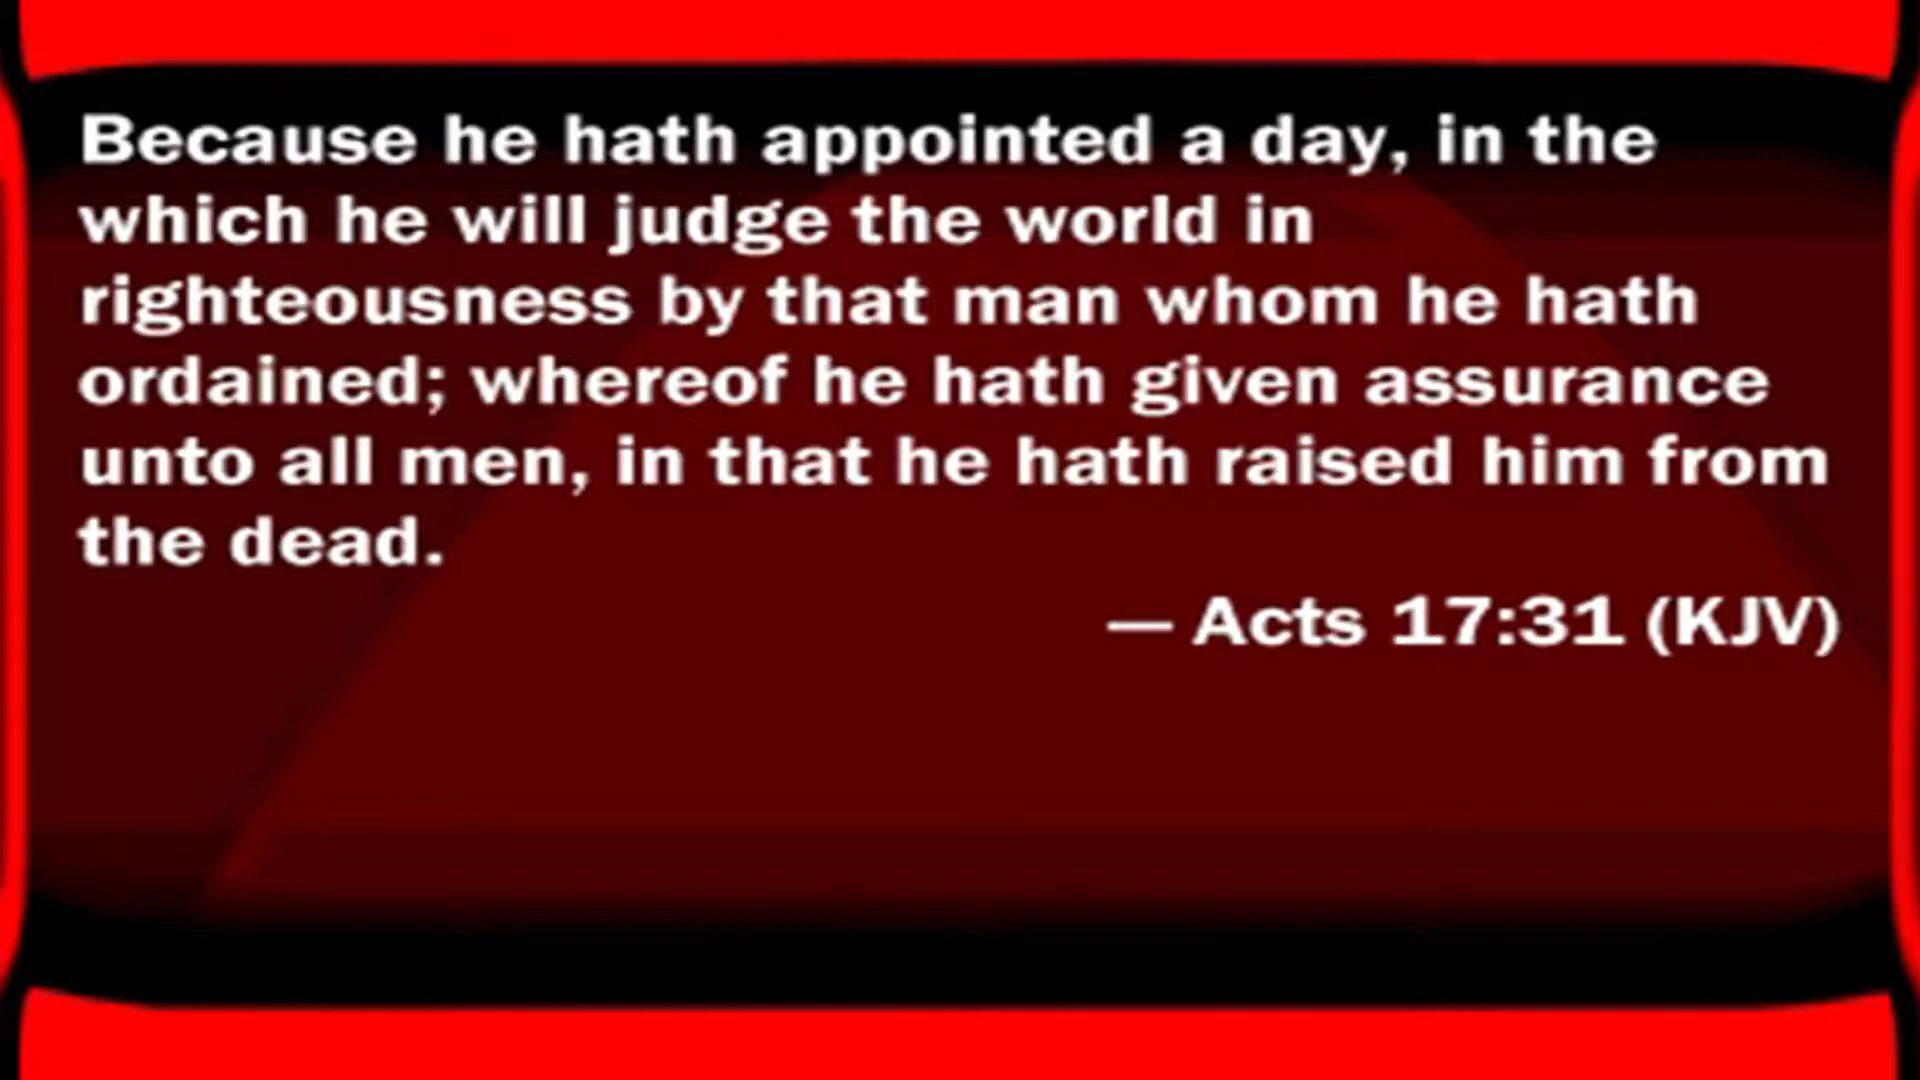 Because he hath appointed a day, in the
which he will judge the world in
righteousness by that man whom he hath
ordained; whereof he hath given assurance
unto all men, in that he hath raised him from
the dead.
— Acts 17:31 (KJV)